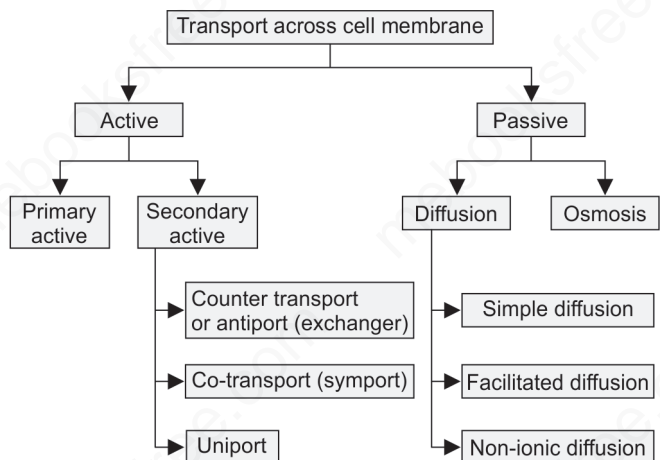 Transport across cell membrane
Active
Passive
Primary
active
Secondary
active
Diffusion
Osmosis
Counter transport
or antiport (exchanger)
Simple diffusion
Co-transport (symport)
Facilitated diffusion
Uniport
Non-ionic diffusion